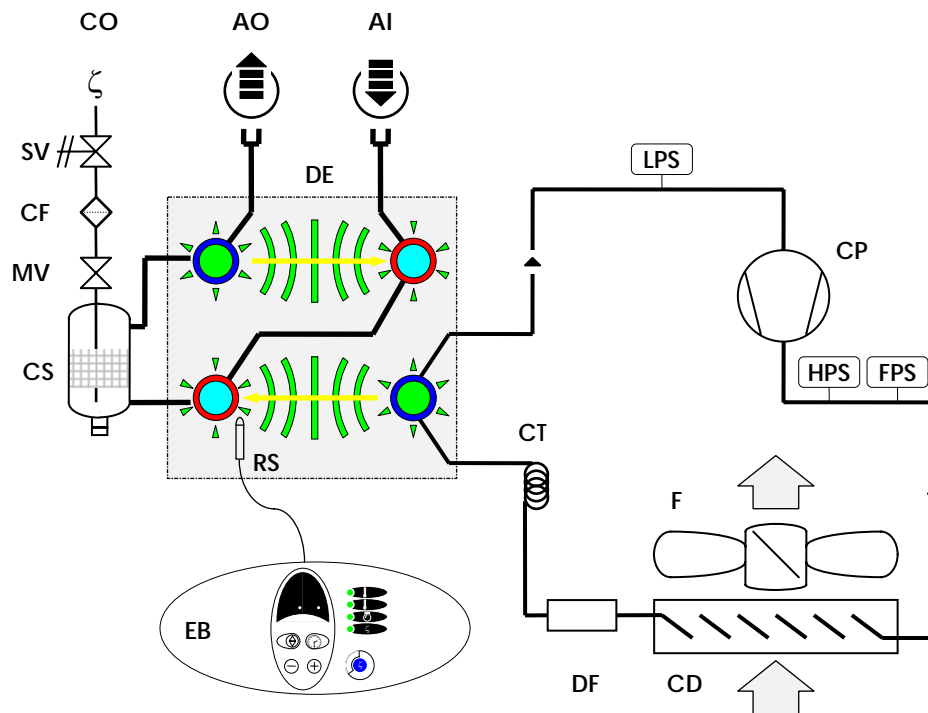 CO AO AI
ζ
SV
LPS
DE
CF
CP
MV
CS
HPS FPS
CT
RS
F
EB
DF CD